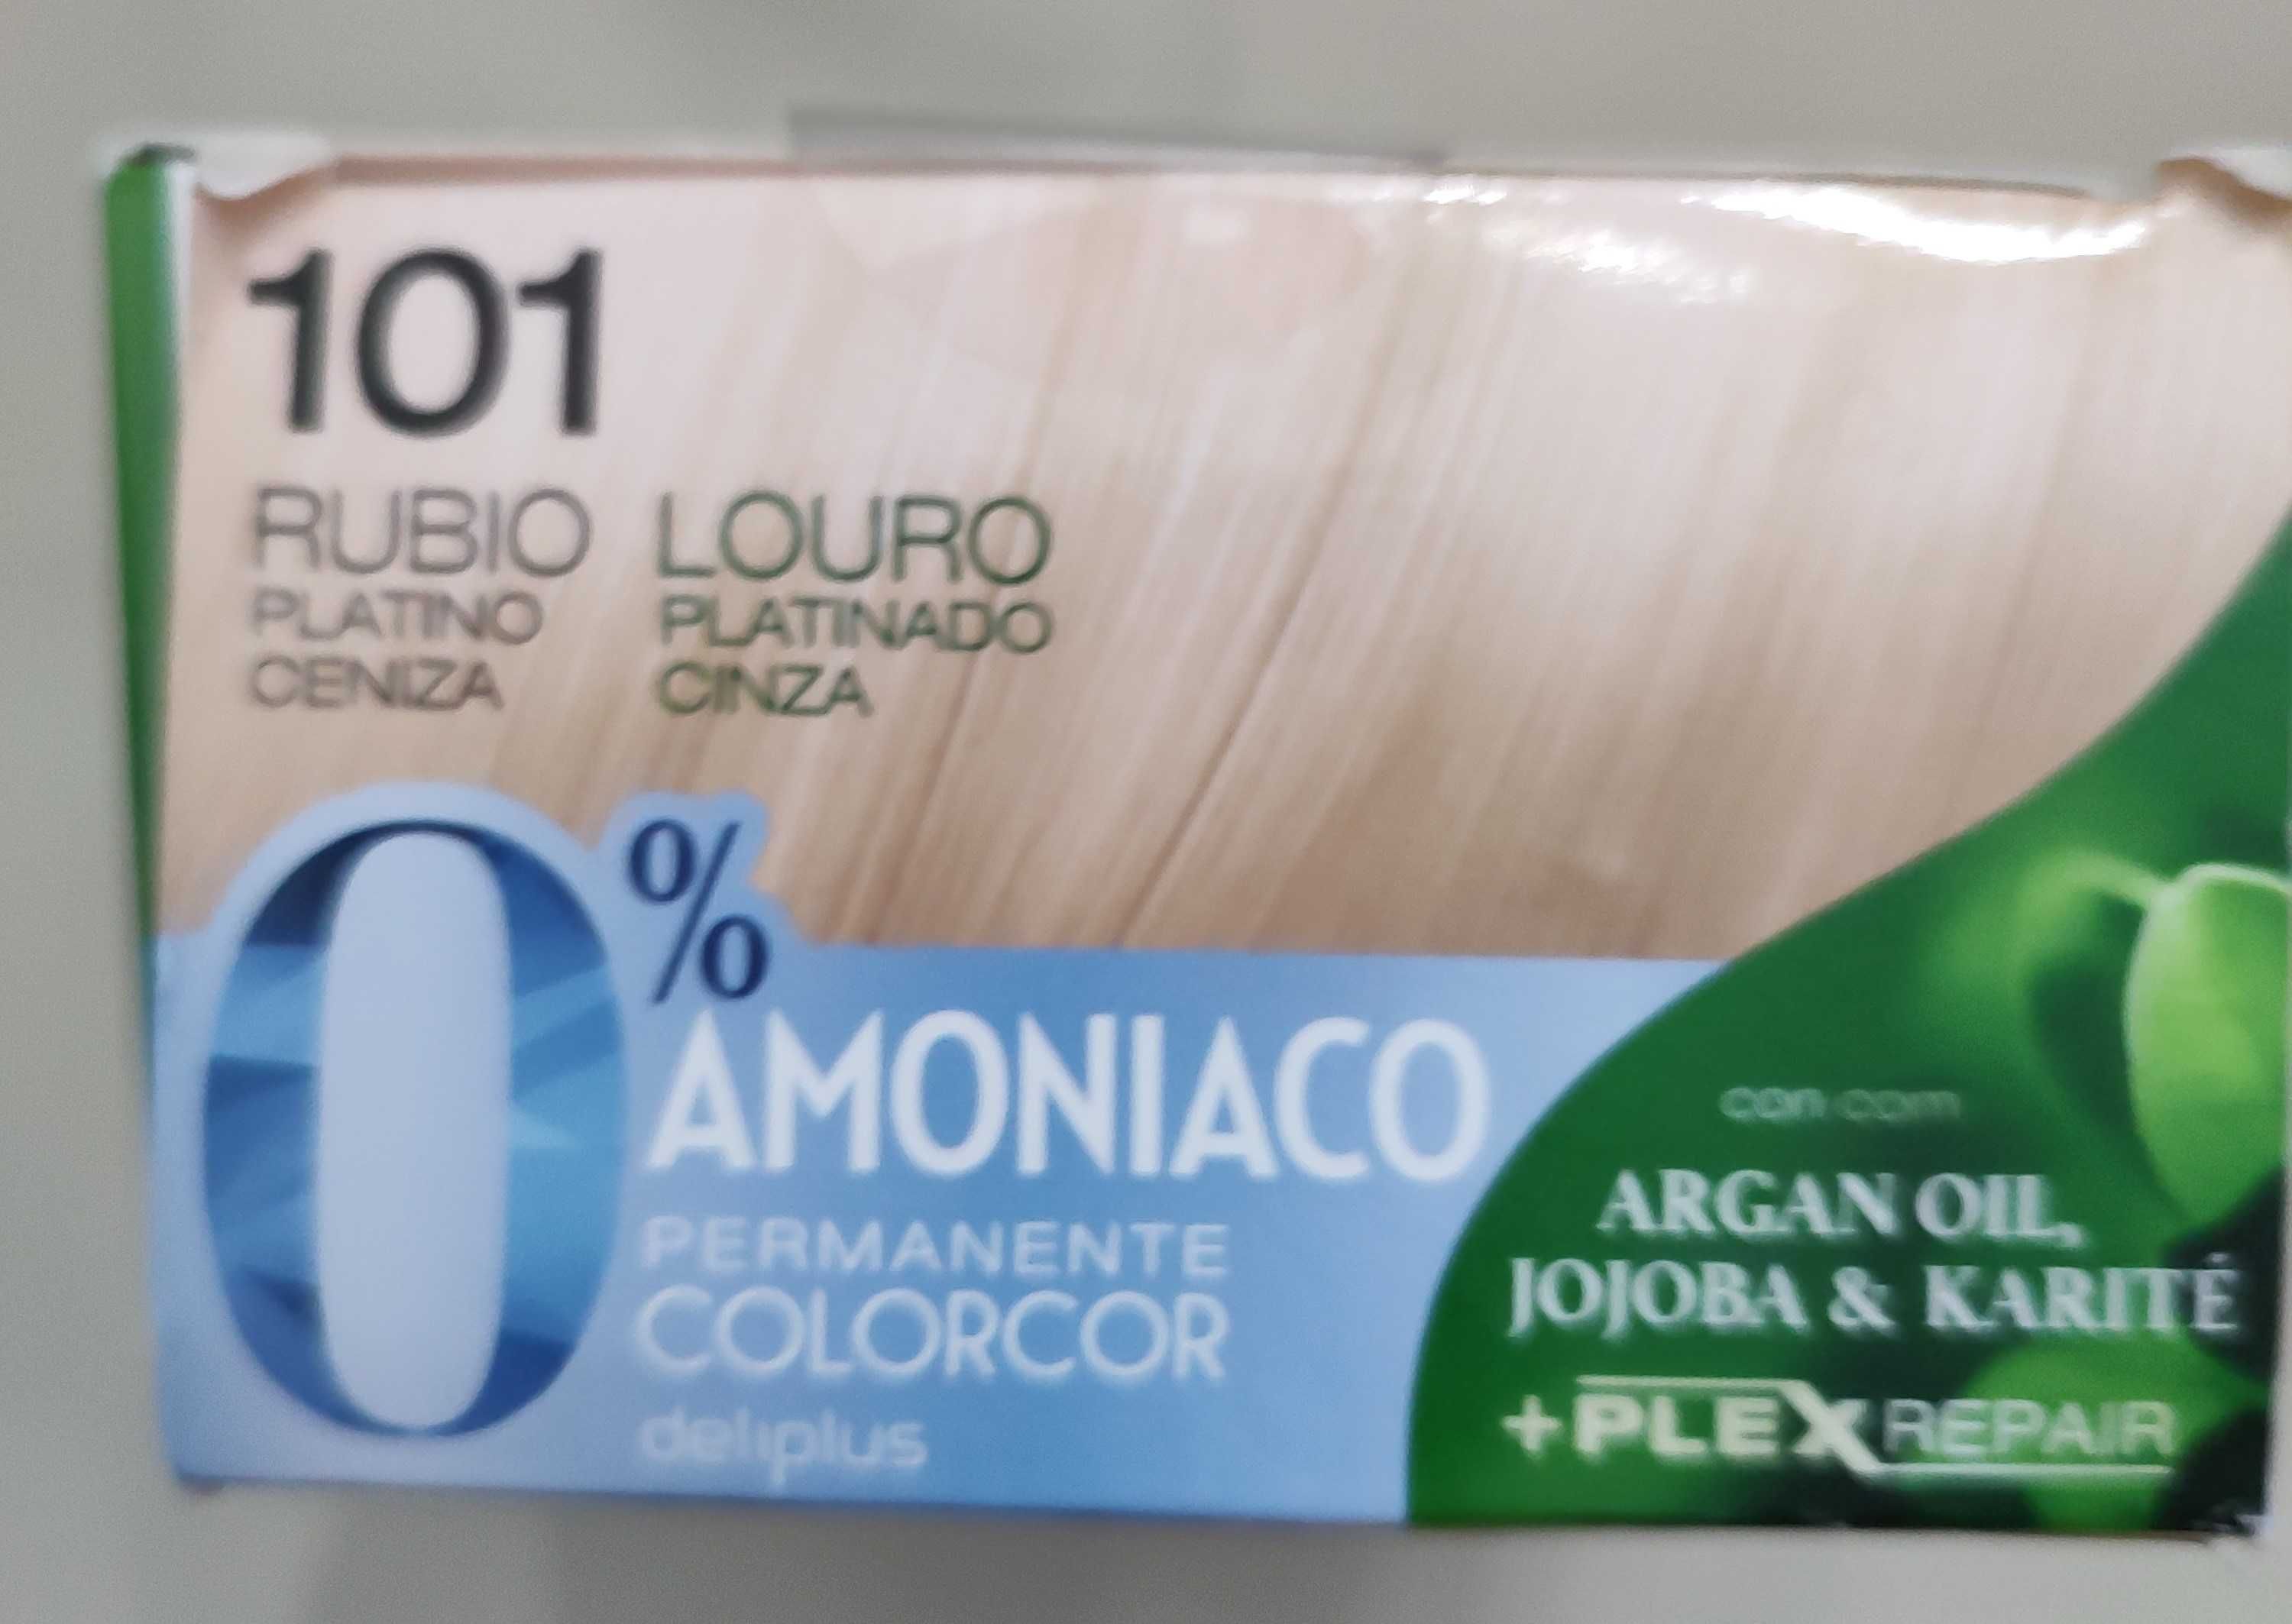 101
RUBIO LOURO
PLATINO PLATINADO
CENIZA CINZA
0%
AMONIACO
PERMANENTE
COLORCOR
deliplus
con com
ARGAN OIL,
JOJOBA & KARITÉ
+PLEX REPAIR